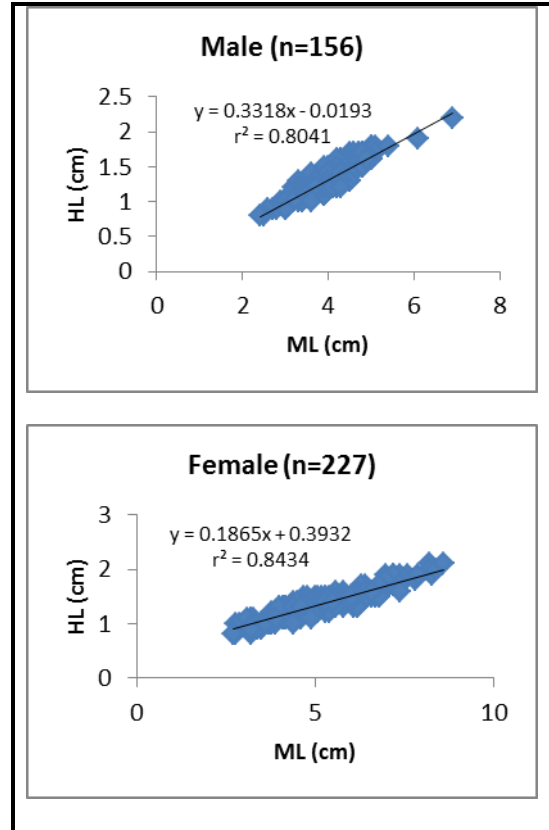 Male (n=156)
y = 0.3318x - 0.0193
r² = 0.8041
HL (cm)
2.5
2
1.5
1
0.5
0
0 2 4 6 8
ML (cm)
Female (n=227)
y = 0.1865x + 0.3932
r² = 0.8434
HL (cm)
3
2
1
0
0 5 10
ML (cm)